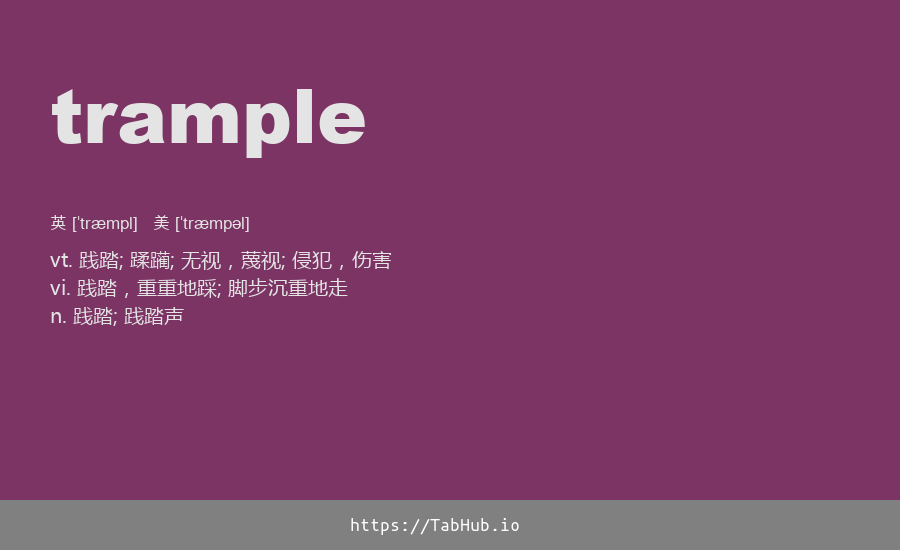 trample
英 [ˈtræmpl] 美 [ˈtræmpəl]
vt. 践踏; 蹂躏; 无视，蔑视; 侵犯，伤害
vi. 践踏，重重地踩; 脚步沉重地走
n. 践踏; 践踏声
https://TabHub.io